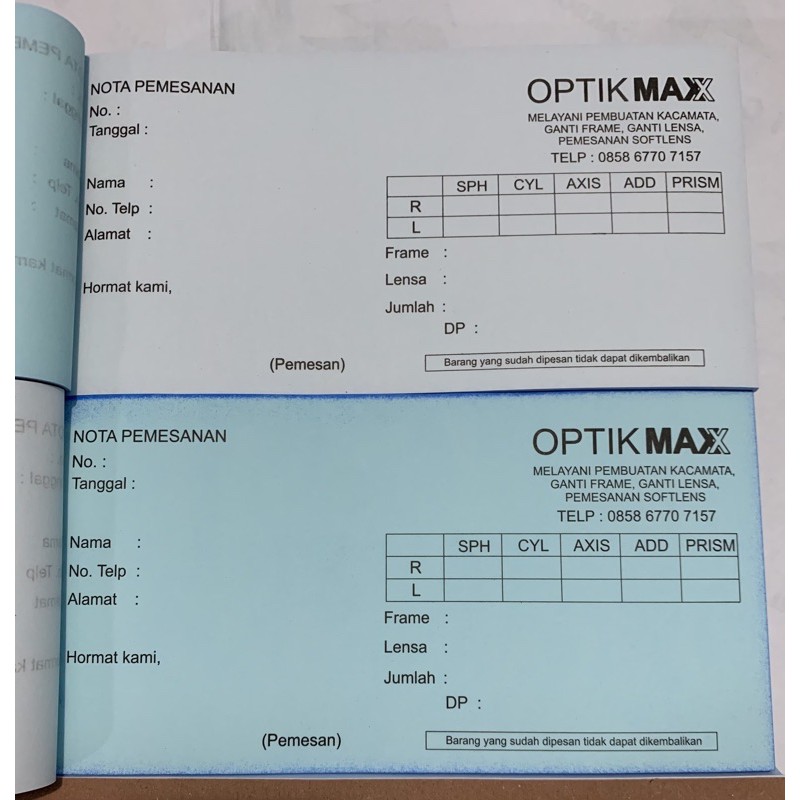 NOTA PEMESANAN
No. :
Tanggal :
OPTIK MAXX
MELAYANI PEMBUATAN KACAMATA,
GANTI FRAME, GANTI LENSA,
PEMESANAN SOFTLENS
TELP : 0858 6770 7157
Nama :
No. Telp :
Alamat :
SPH CYL AXIS ADD PRISM
R
L
Frame :
Lensa :
Jumlah :
DP :
Hormat kami,
(Pemesan)
Barang yang sudah dipesan tidak dapat dikembalikan
NOTA PEMESANAN
No. :
Tanggal :
OPTIK MAXX
MELAYANI PEMBUATAN KACAMATA,
GANTI FRAME, GANTI LENSA,
PEMESANAN SOFTLENS
TELP : 0858 6770 7157
Nama :
No. Telp :
Alamat :
SPH CYL AXIS ADD PRISM
R
L
Frame :
Lensa :
Jumlah :
DP :
Hormat kami,
(Pemesan)
Barang yang sudah dipesan tidak dapat dikembalikan